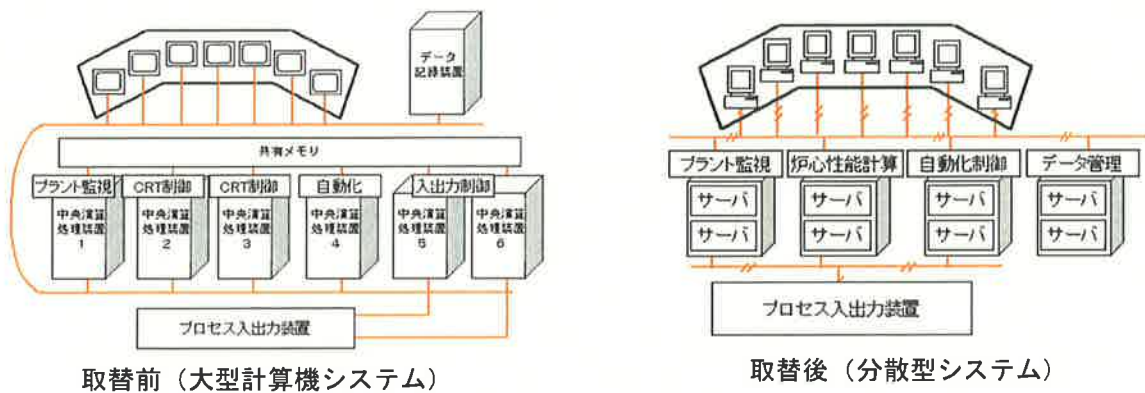 データ
記録装置
共有メモリ
プラント監視
CRT制御
CRT制御
自動化
入出力制御
中央演算
処理装置
1
中央演算
処理装置
2
中央演算
処理装置
3
中央演算
処理装置
4
中央演算
処理装置
5
中央演算
処理装置
6
プロセス入出力装置
取替前(大型計算機システム)
プラント監視
炉心性能計算
自動化制御
データ管理
サーバ
サーバ
サーバ
サーバ
サーバ
サーバ
サーバ
サーバ
プロセス入出力装置
取替後(分散型システム)